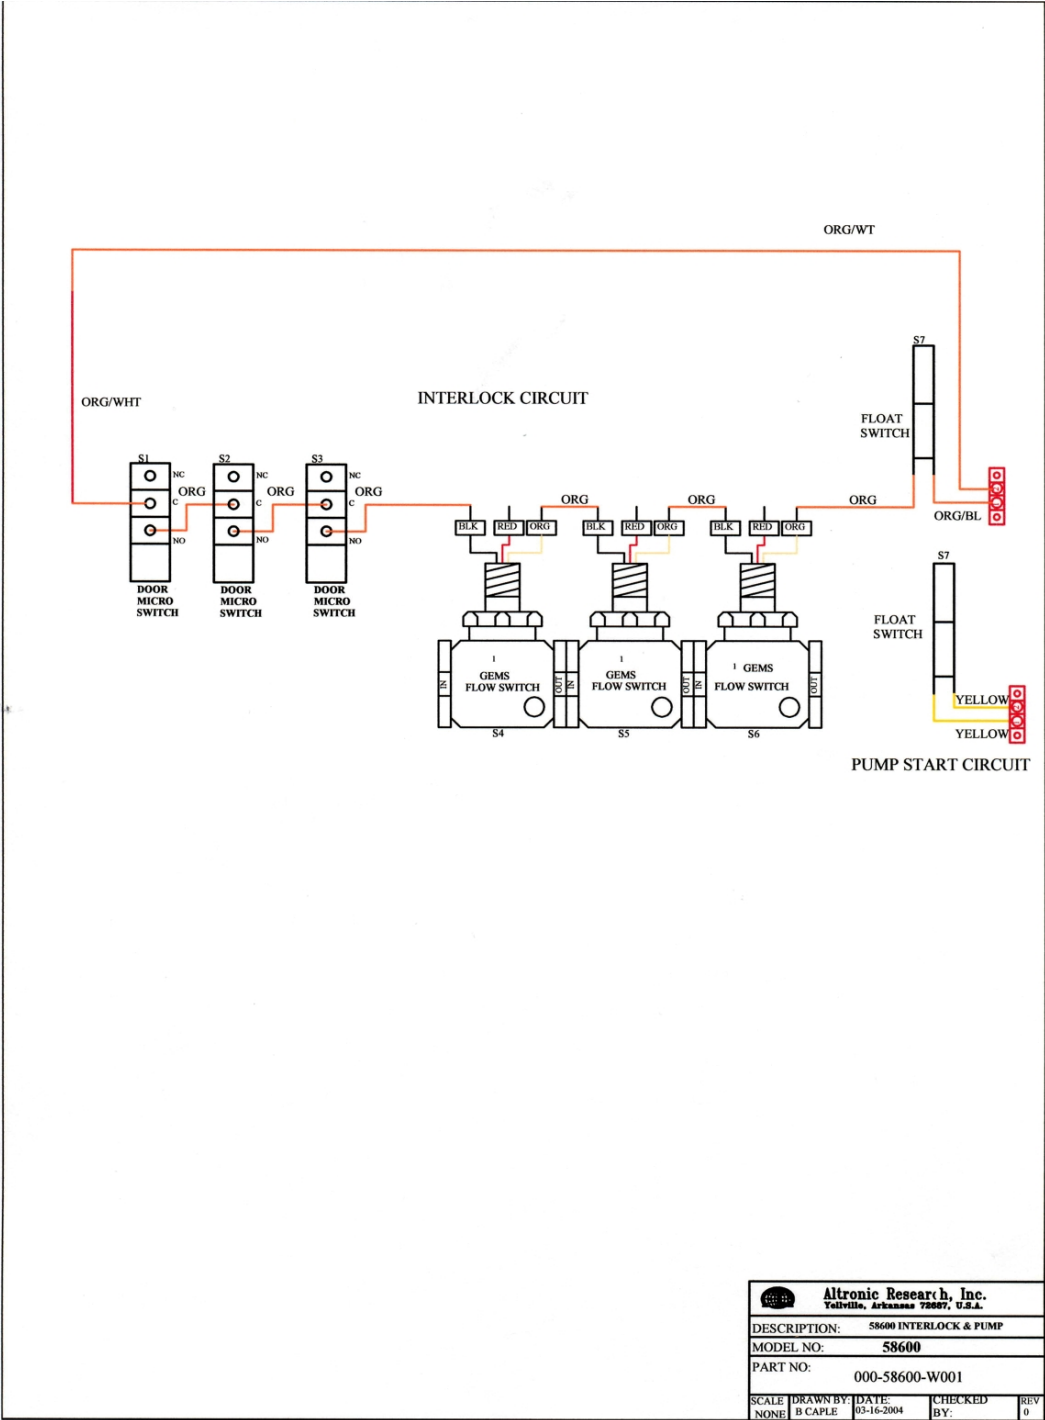 ORG/WT
S7
ORG/WHT
INTERLOCK CIRCUIT
FLOAT
SWITCH
S1
S2
S3
NC
NC
NC
C
ORG
C
ORG
C
ORG
ORG
ORG
ORG
ORG/BL
NO
NO
NO
BLK
RED
ORG
BLK
RED
ORG
BLK
RED
ORG
DOOR
MICRO
SWITCH
DOOR
MICRO
SWITCH
DOOR
MICRO
SWITCH
S7
FLOAT
SWITCH
IN
1
GEMS
FLOW SWITCH
OUT
IN
1
GEMS
FLOW SWITCH
OUT
IN
1 GEMS
FLOW SWITCH
OUT
S4
S5
S6
YELLOW
YELLOW
PUMP START CIRCUIT
Altronic Research, Inc.
Yellville, Arkansas 72687, U.S.A.
DESCRIPTION: 58600 INTERLOCK & PUMP
MODEL NO: 58600
PART NO: 000-58600-W001
SCALE NONE
DRAWN BY: B CAPLE
DATE: 03-16-2004
CHECKED BY:
REV 0